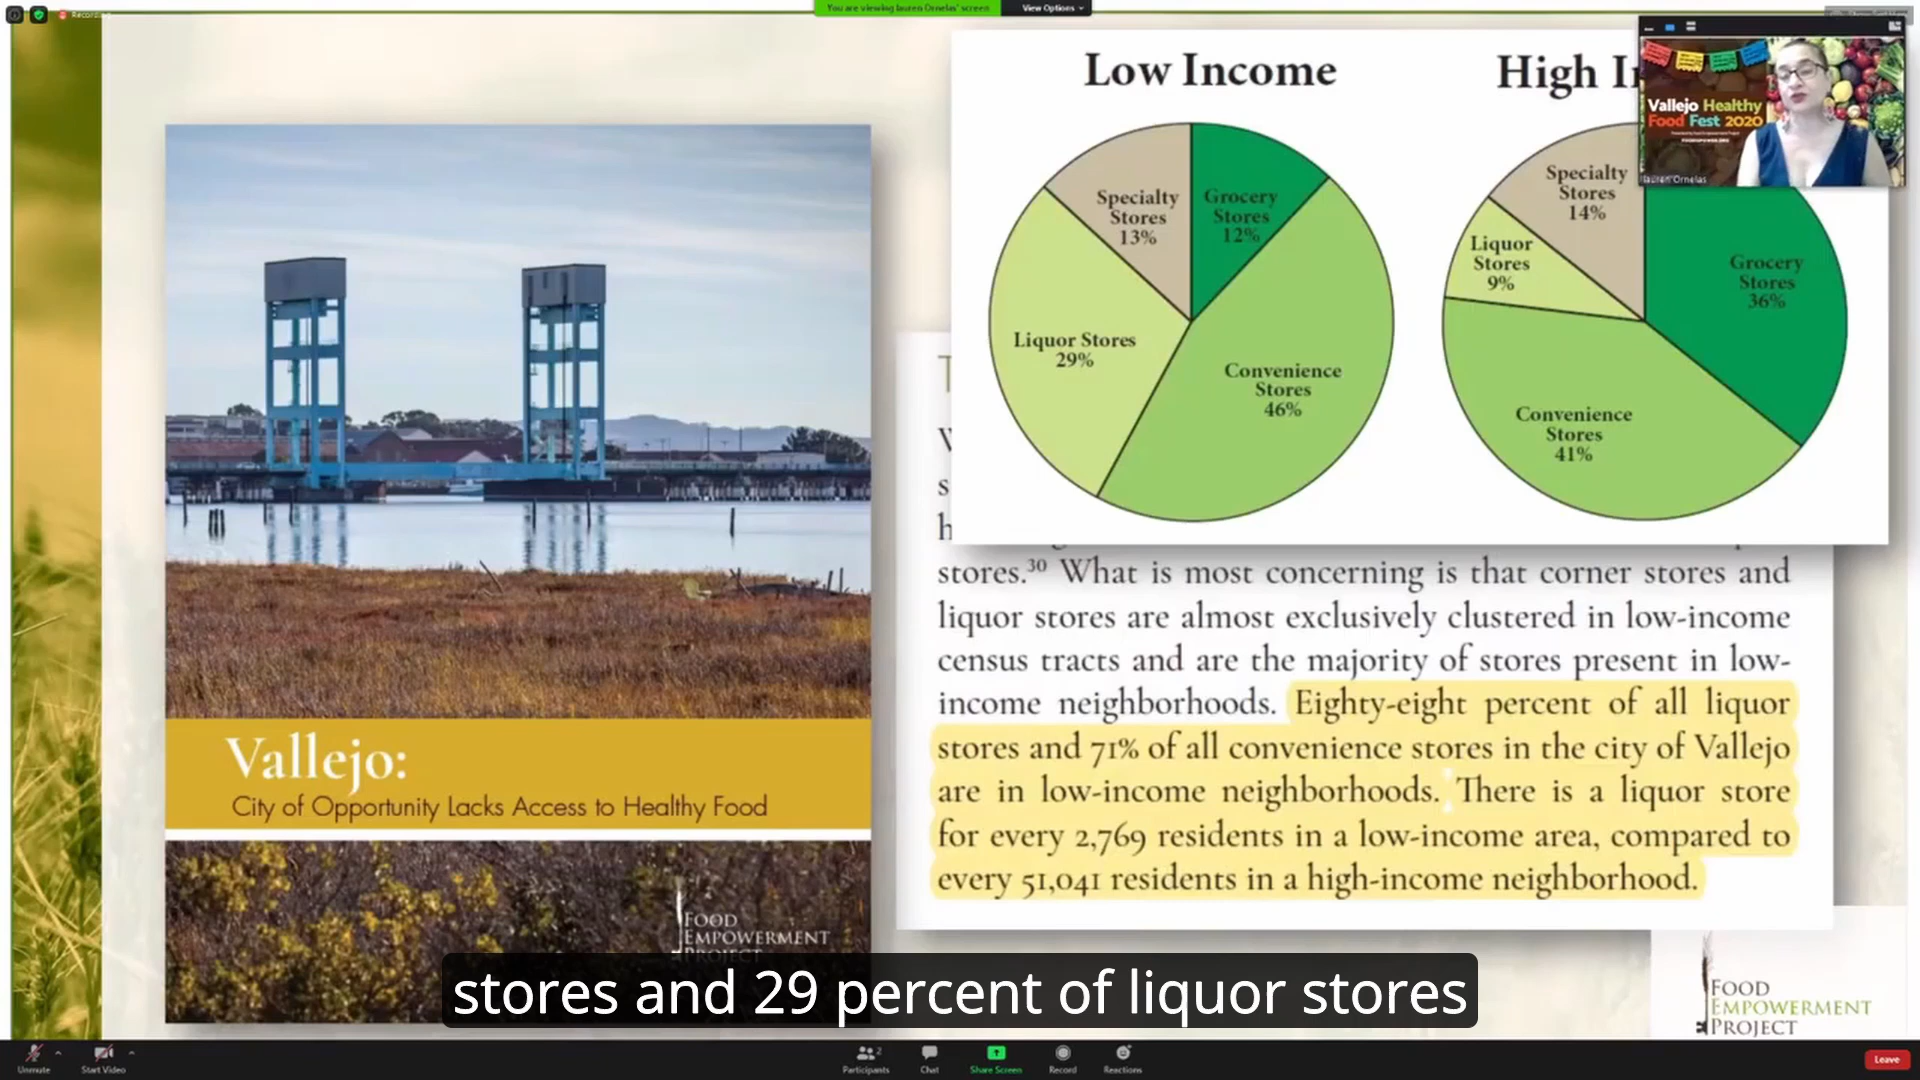 Recording
You are viewing lauren Ornelas' screen
View Options
Low Income
High In
Specialty
Stores
13%
Grocery
Stores
12%
Liquor Stores
29%
Convenience
Stores
46%
Specialty
Stores
14%
Liquor
Stores
9%
Grocery
Stores
36%
Convenience
Stores
41%
Vallejo Healthy
Food Fest 2020
lauren Ornelas
stores.³⁰ What is most concerning is that corner stores and
liquor stores are almost exclusively clustered in low-income
census tracts and are the majority of stores present in low-
income neighborhoods. Eighty-eight percent of all liquor
stores and 71% of all convenience stores in the city of Vallejo
are in low-income neighborhoods. There is a liquor store
for every 2,769 residents in a low-income area, compared to
every 51,041 residents in a high-income neighborhood.
Vallejo:
City of Opportunity Lacks Access to Healthy Food
FOOD
EMPOWERMENT
PROJECT
FOOD
EMPOWERMENT
PROJECT
stores and 29 percent of liquor stores
Unmute
Start Video
Participants
2
Chat
Share Screen
Record
Reactions
Leave